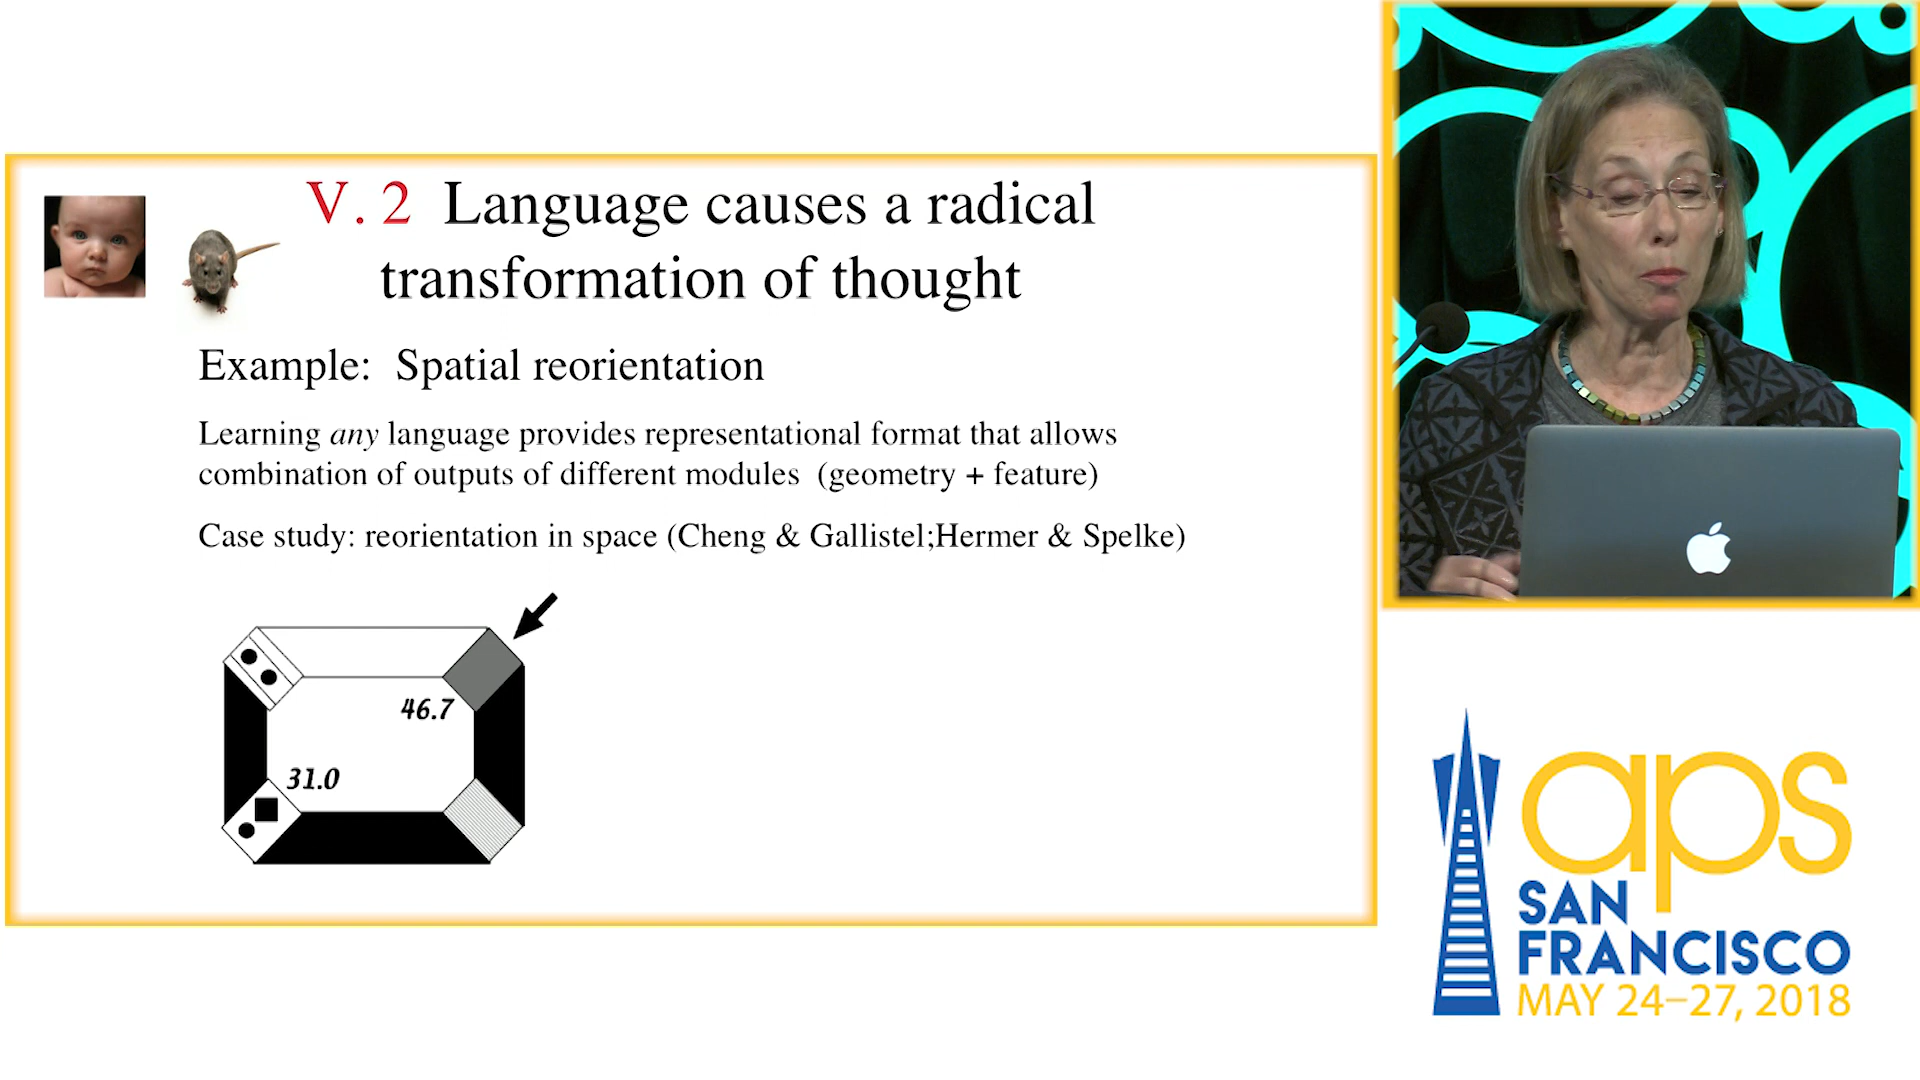 V. 2 Language causes a radical
transformation of thought
Example: Spatial reorientation
Learning any language provides representational format that allows
combination of outputs of different modules (geometry + feature)
Case study: reorientation in space (Cheng & Gallistel;Hermer & Spelke)
46.7
31.0
aps
SAN
FRANCISCO
MAY 24–27, 2018